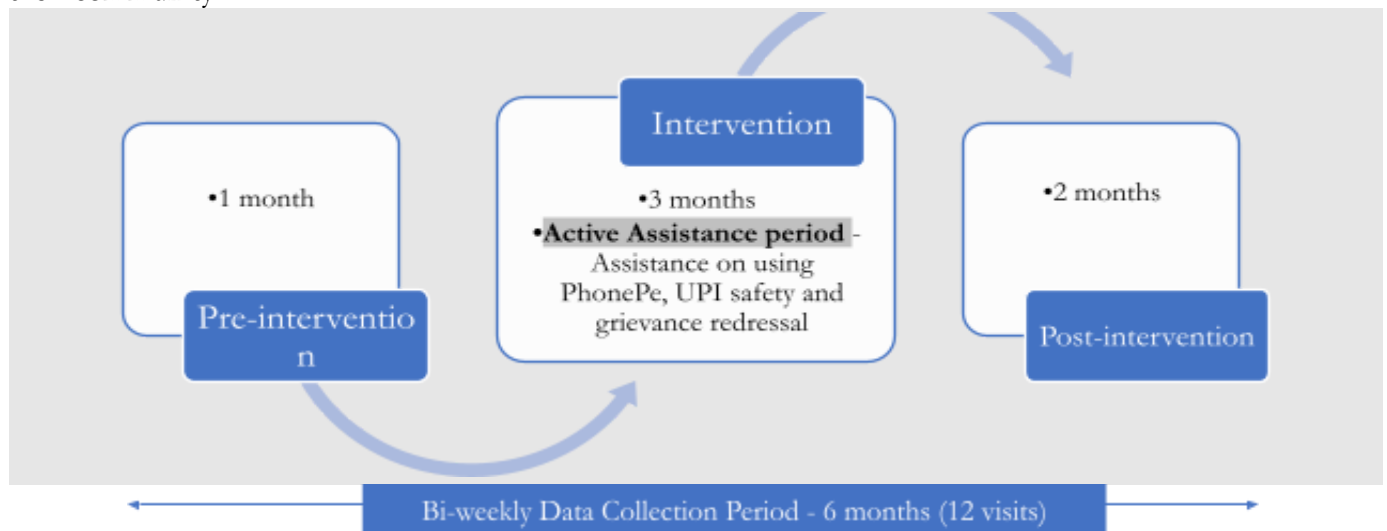 •1 month
Pre-interventio
n
Intervention
•3 months
•Active Assistance period -
Assistance on using
PhonePe, UPI safety and
grievance redressal
•2 months
Post-intervention
Bi-weekly Data Collection Period - 6 months (12 visits)